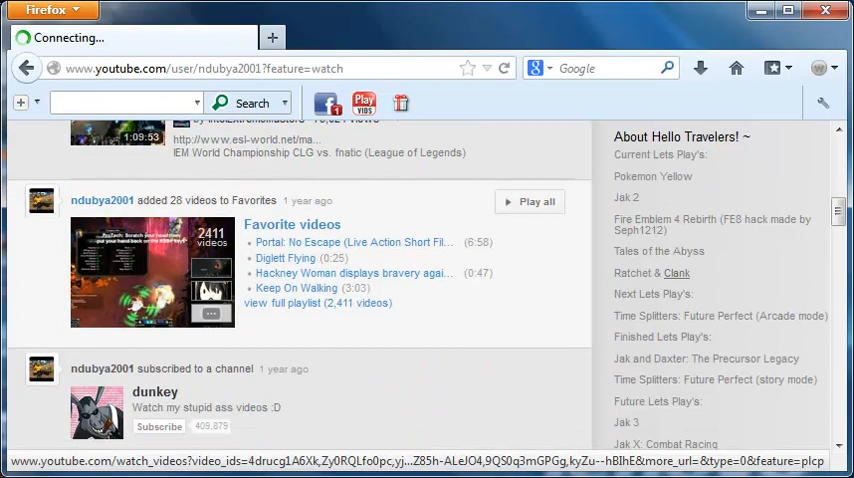 Firefox
Connecting...
www.youtube.com/user/ndubya2001?feature=watch
Google
Search
1
Play
VIDS
1:09:53
http://www.esl-world.net/ma...
IEM World Championship CLG vs. fnatic (League of Legends)
ndubya2001 added 28 videos to Favorites 1 year ago
Play all
2411
videos
Favorite videos
Portal: No Escape (Live Action Short Fil... (6:58)
Diglett Flying (0:25)
Hackney Woman displays bravery agai... (0:47)
Keep On Walking (3:03)
view full playlist (2,411 videos)
ndubya2001 subscribed to a channel 1 year ago
dunkey
Watch my stupid ass videos :D
Subscribe 409,879
About Hello Travelers! ~
Current Lets Play's:
Pokemon Yellow
Jak 2
Fire Emblem 4 Rebirth (FE8 hack made by
Seph1212)
Tales of the Abyss
Ratchet & Clank
Next Lets Play's:
Time Splitters: Future Perfect (Arcade mode)
Finished Lets Play's:
Jak and Daxter: The Precursor Legacy
Time Splitters: Future Perfect (story mode)
Future Lets Play's:
Jak 3
Jak X: Combat Racing
www.youtube.com/watch_videos?video_ids=4drucg1A6Xk,Zy0RQLfo0pc,yj...Z85h-ALeJO4,9QS0q3mGPGg,kyZu--hBIhE&more_url=&type=0&feature=plcp